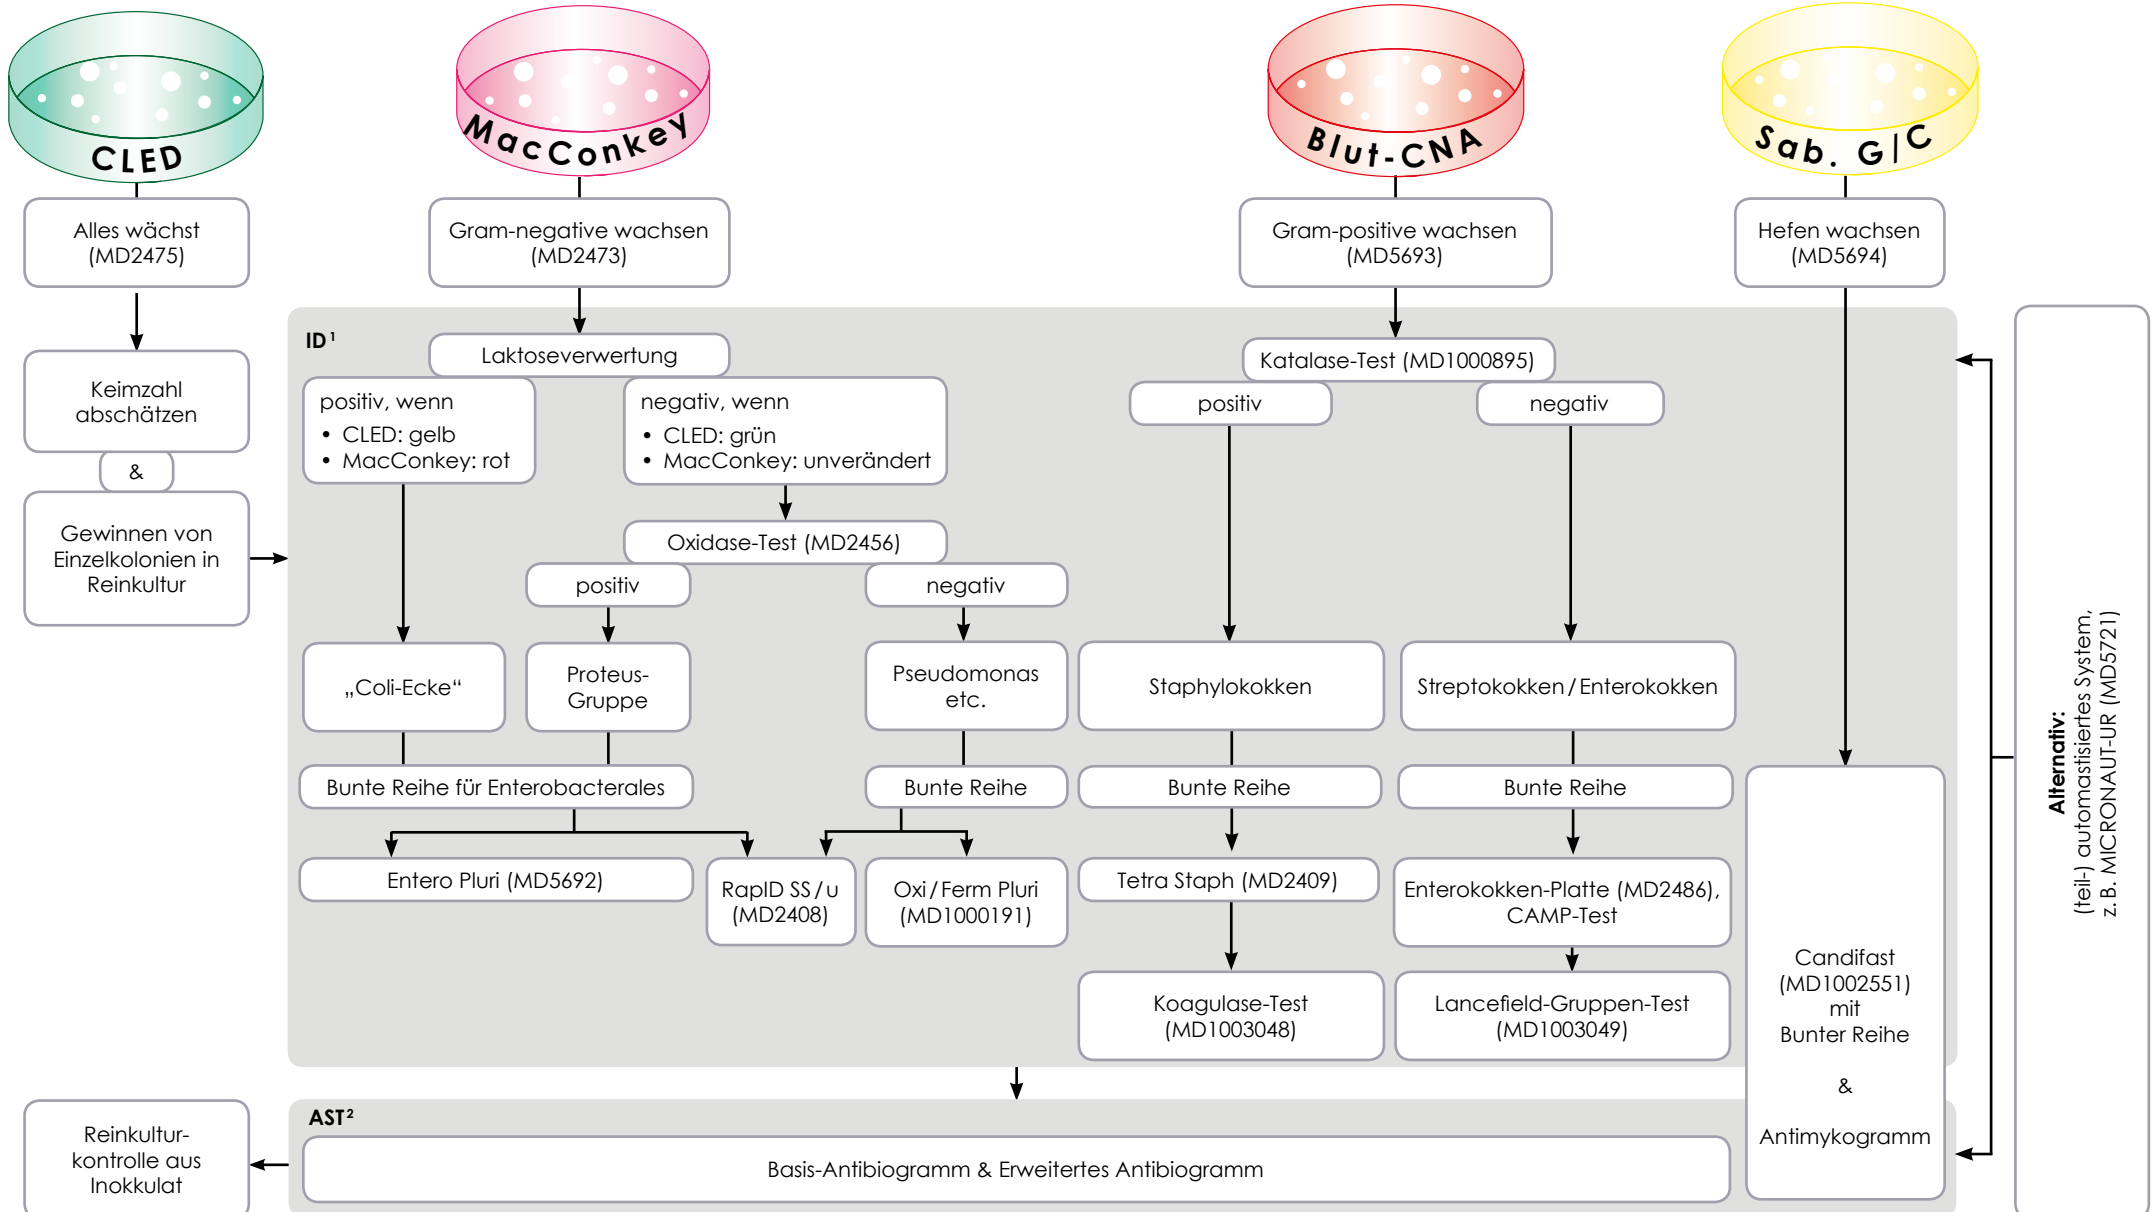 CLED
MacConkey
Blut-CNA
Sab. G/C
Alles wächst
(MD2475)
Gram-negative wachsen
(MD2473)
Gram-positive wachsen
(MD5693)
Hefen wachsen
(MD5694)
Keimzahl
abschätzen
&
Gewinnen von
Einzelkolonien in
Reinkultur
ID¹
Laktoseverwertung
positiv, wenn
• CLED: gelb
• MacConkey: rot
negativ, wenn
• CLED: grün
• MacConkey: unverändert
Oxidase-Test (MD2456)
positiv
negativ
Katalase-Test (MD1000895)
positiv
negativ
„Coli-Ecke“
Proteus-
Gruppe
Pseudomonas
etc.
Staphylokokken
Streptokokken/Enterokokken
Bunte Reihe für Enterobacterales
Bunte Reihe
Bunte Reihe
Bunte Reihe
Entero Pluri (MD5692)
RapID SS/u
(MD2408)
Oxi/Ferm Pluri
(MD1000191)
Tetra Staph (MD2409)
Enterokokken-Platte (MD2486),
CAMP-Test
Koagulase-Test
(MD1003048)
Lancefield-Gruppen-Test
(MD1003049)
Candifast
(MD1002551)
mit
Bunter Reihe
&
Antimykogramm
Alternativ:
(teil-) automastisiertes System,
z. B. MICRONAUT-UR (MD5721)
AST²
Basis-Antibiogramm & Erweitertes Antibiogramm
Reinkultur-
kontrolle aus
Inokkulat